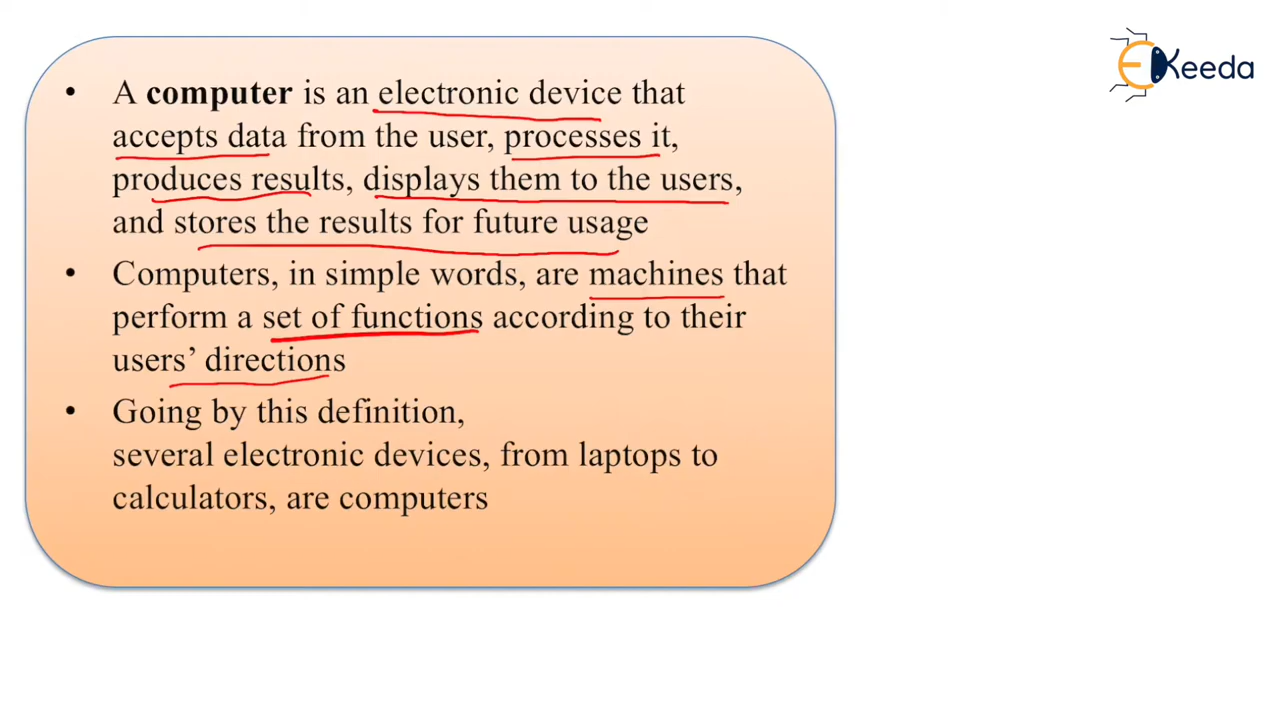 • A computer is an electronic device that
accepts data from the user, processes it,
produces results, displays them to the users,
and stores the results for future usage
• Computers, in simple words, are machines that
perform a set of functions according to their
users’ directions
• Going by this definition,
several electronic devices, from laptops to
calculators, are computers
EKeeda